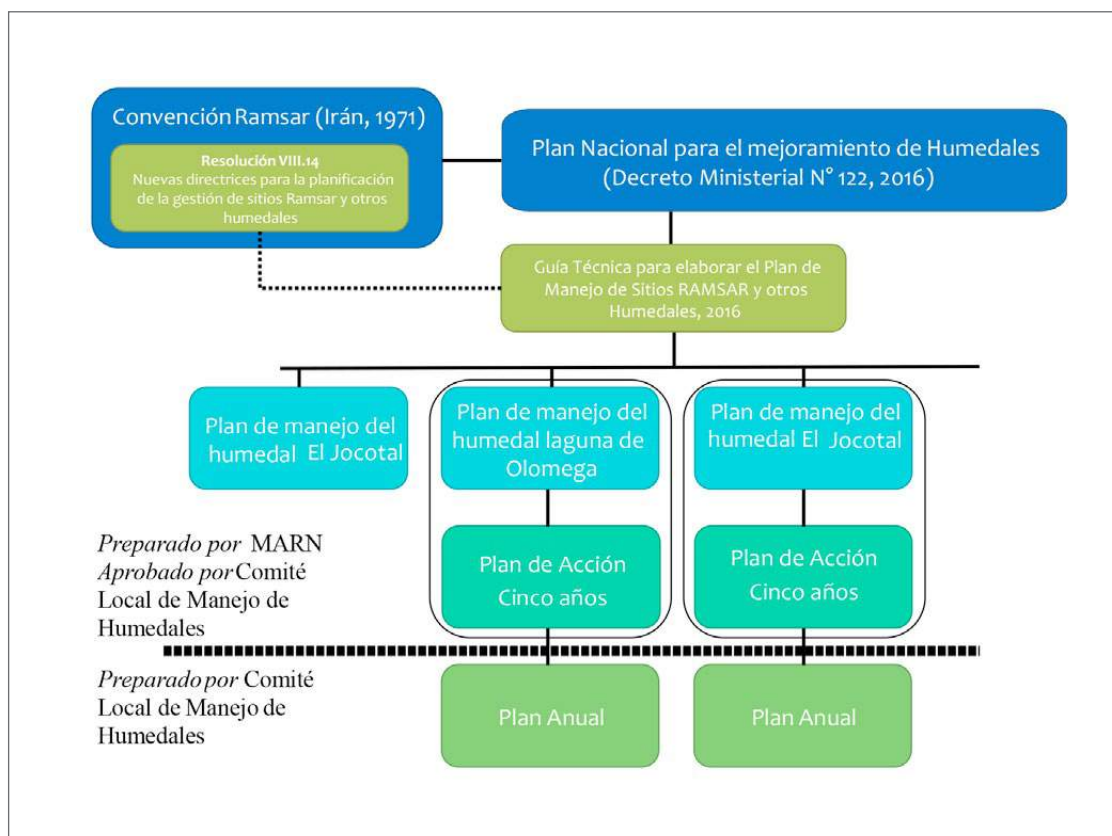 Convención Ramsar (Irán, 1971)
Resolución VIII.14
Nuevas directrices para la planificación
de la gestión de sitios Ramsar y otros
humedales
Plan Nacional para el mejoramiento de Humedales
(Decreto Ministerial N° 122, 2016)
Guía Técnica para elaborar el Plan de
Manejo de Sitios RAMSAR y otros
Humedales, 2016
Plan de manejo del
humedal El Jocotal
Plan de manejo del
humedal laguna de
Olomega
Plan de manejo del
humedal El Jocotal
Preparado por MARN
Aprobado por Comité
Local de Manejo de
Humedales
Plan de Acción
Cinco años
Plan de Acción
Cinco años
Preparado por Comité
Local de Manejo de
Humedales
Plan Anual
Plan Anual